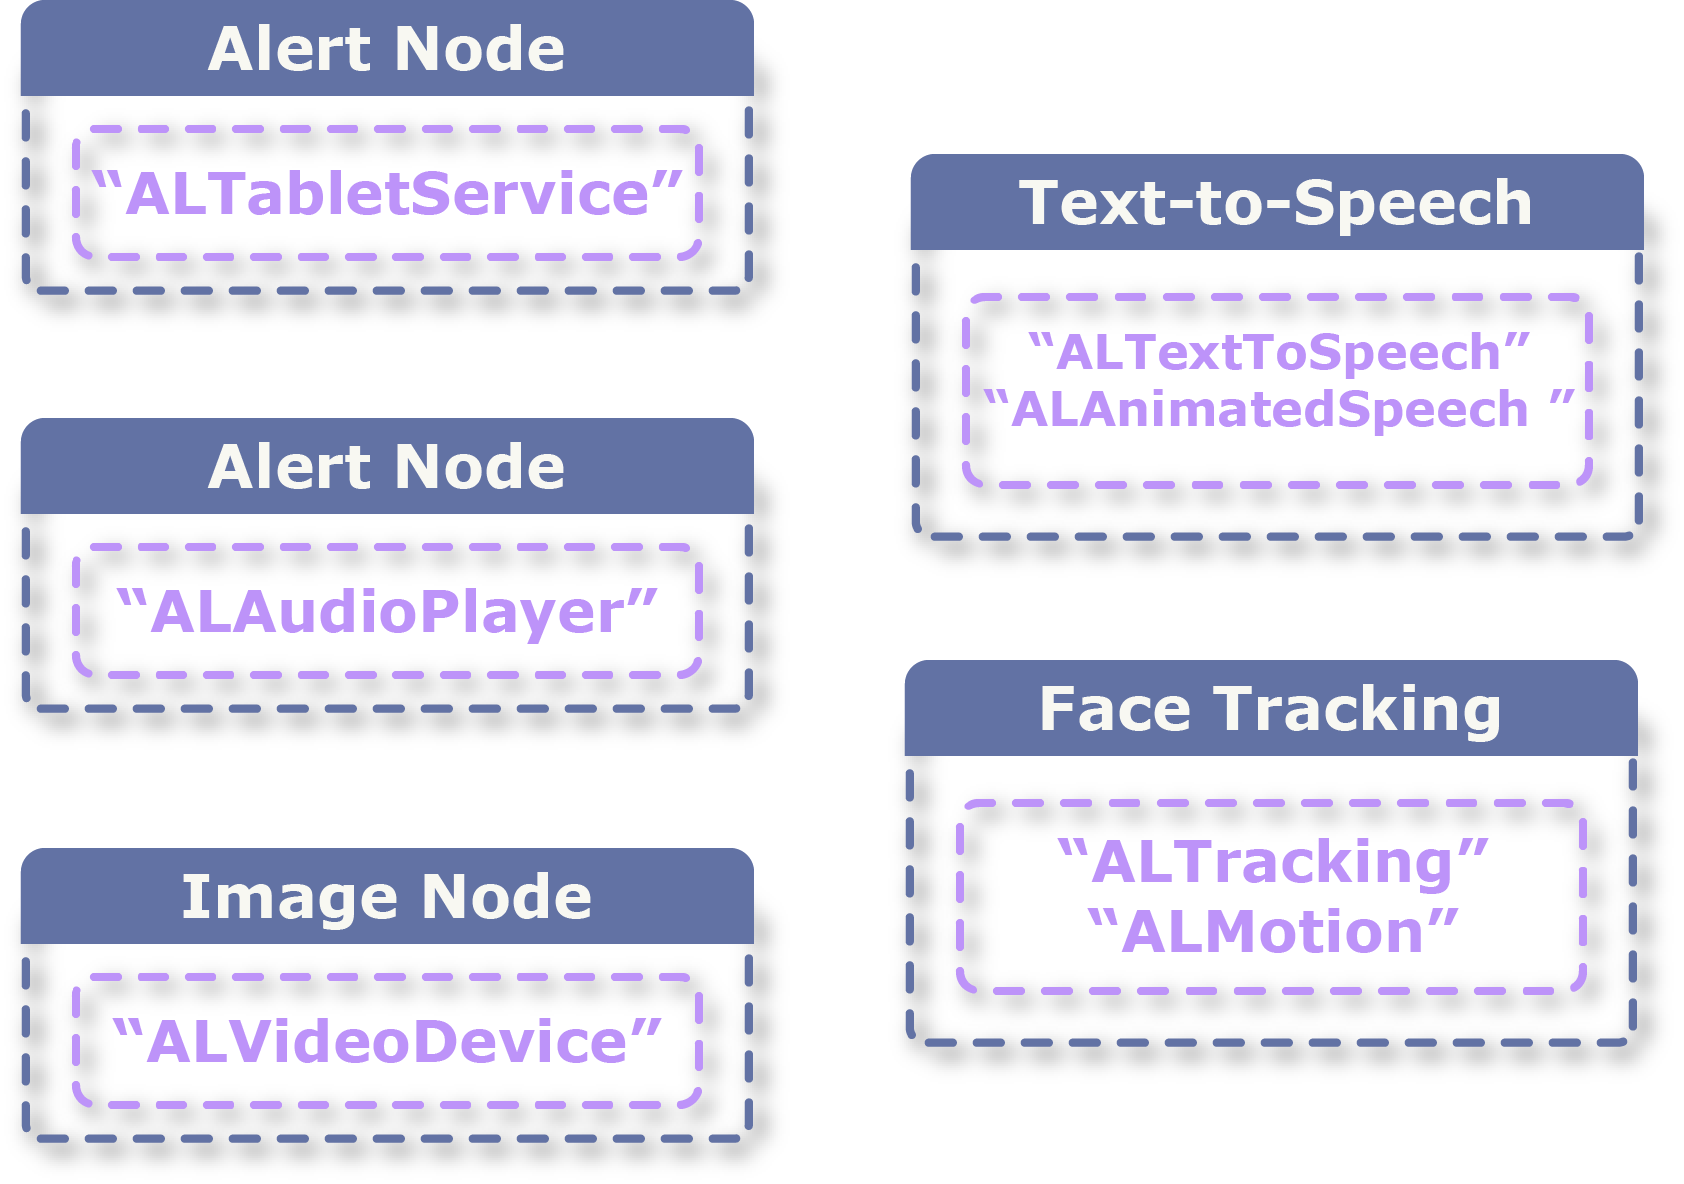 Alert Node
“ALTabletService”
Alert Node
“ALAudioPlayer”
Image Node
“ALVideoDevice”
Text-to-Speech
“ALTextToSpeech”
“ALAnimatedSpeech ”
Face Tracking
“ALTracking”
“ALMotion”